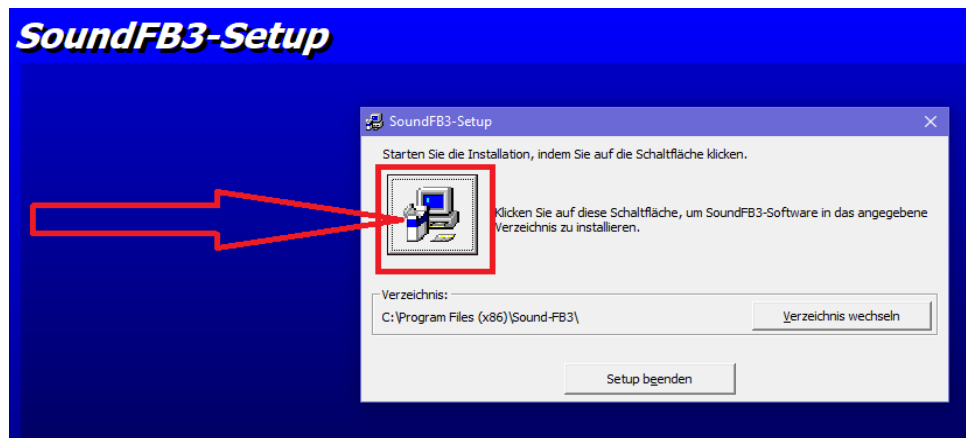 SoundFB3-Setup
SoundFB3-Setup
Starten Sie die Installation, indem Sie auf die Schaltfläche klicken.
Klicken Sie auf diese Schaltfläche, um SoundFB3-Software in das angegebene
Verzeichnis zu installieren.
Verzeichnis:
C:\Program Files (x86)\Sound-FB3\
Verzeichnis wechseln
Setup beenden